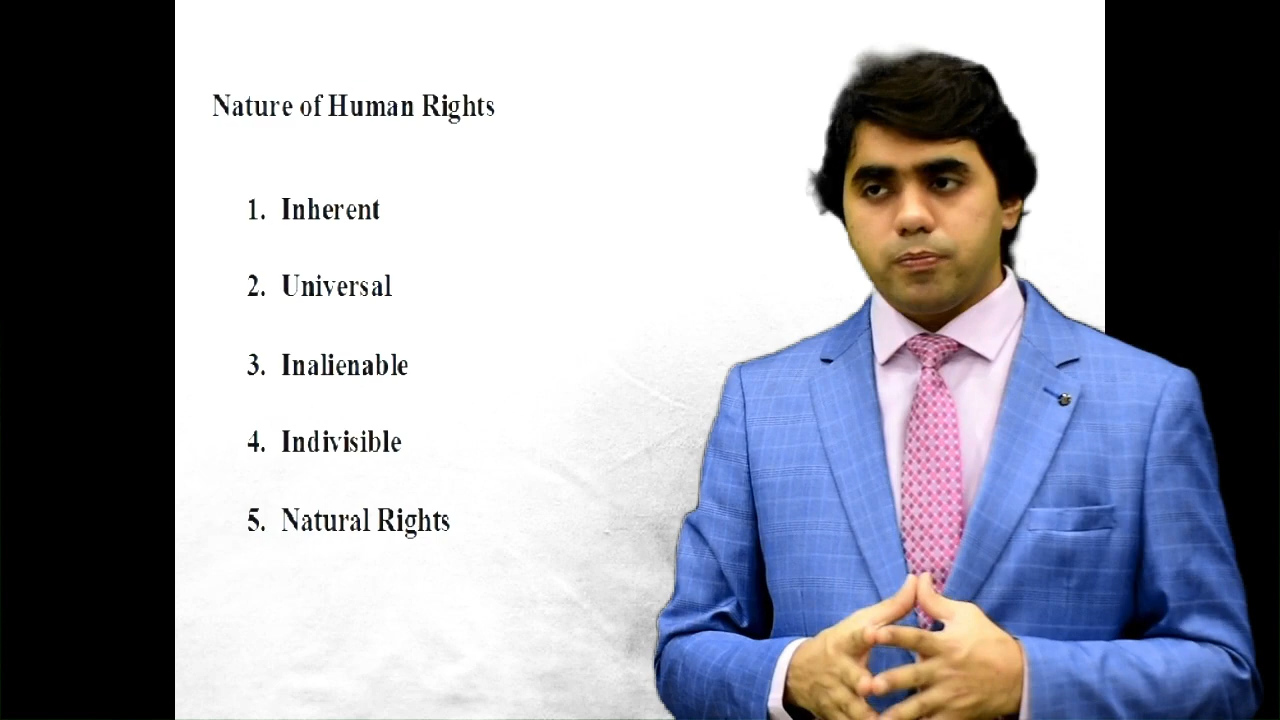 Nature of Human Rights
1. Inherent
2. Universal
3. Inalienable
4. Indivisible
5. Natural Rights